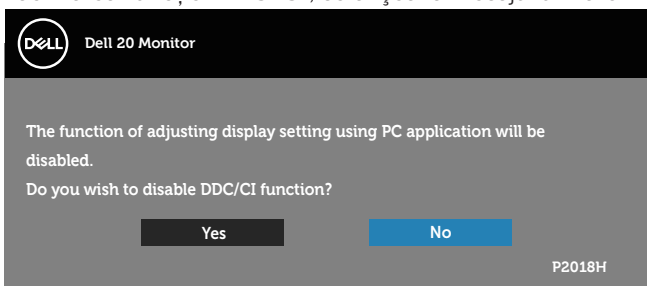 DELL
Dell 20 Monitor
The function of adjusting display setting using PC application will be
disabled.
Do you wish to disable DDC/CI function?
Yes
No
P2018H